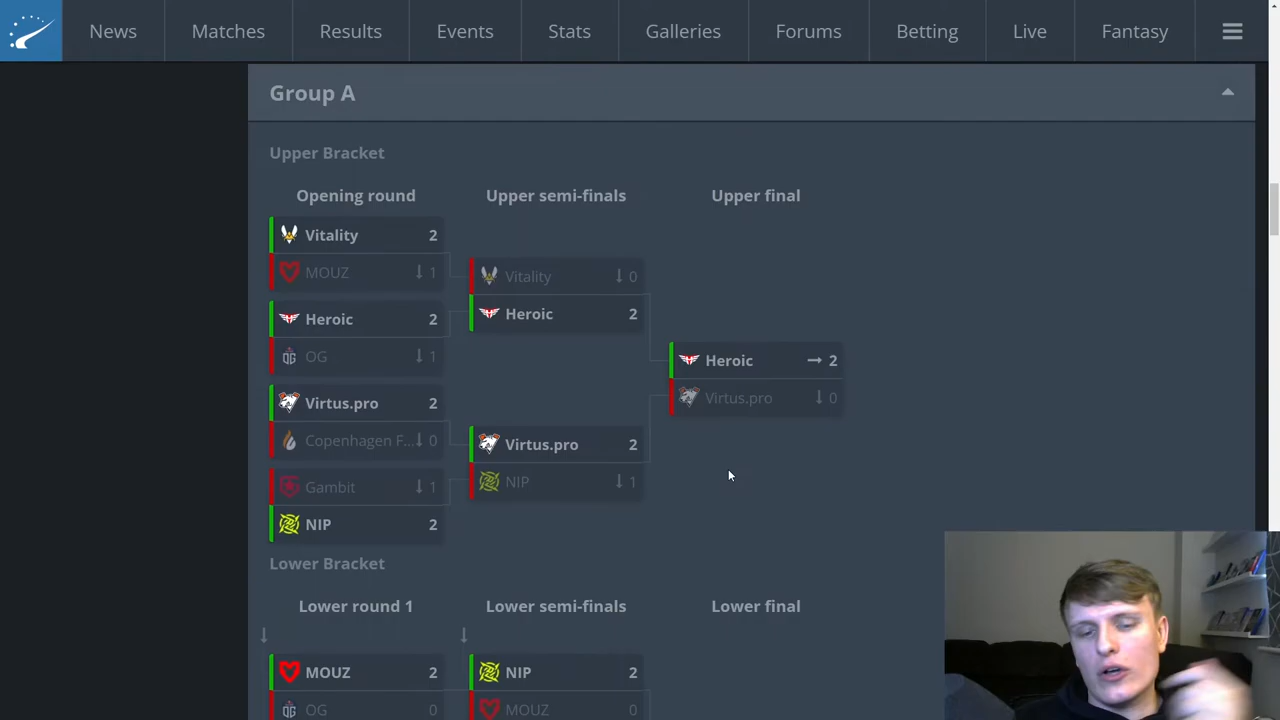 News Matches Results Events Stats Galleries Forums Betting Live Fantasy
Group A
Upper Bracket
Opening round Upper semi-finals Upper final
Vitality 2
MOUZ 1
Heroic 2
OG 1
Virtus.pro 2
Copenhagen F... 0
Gambit 1
NIP 2
Vitality 0
Heroic 2
Virtus.pro 2
NIP 1
Heroic 2
Virtus.pro 0
Lower Bracket
Lower round 1 Lower semi-finals Lower final
MOUZ 2
OG 0
NIP 2
MOUZ 0